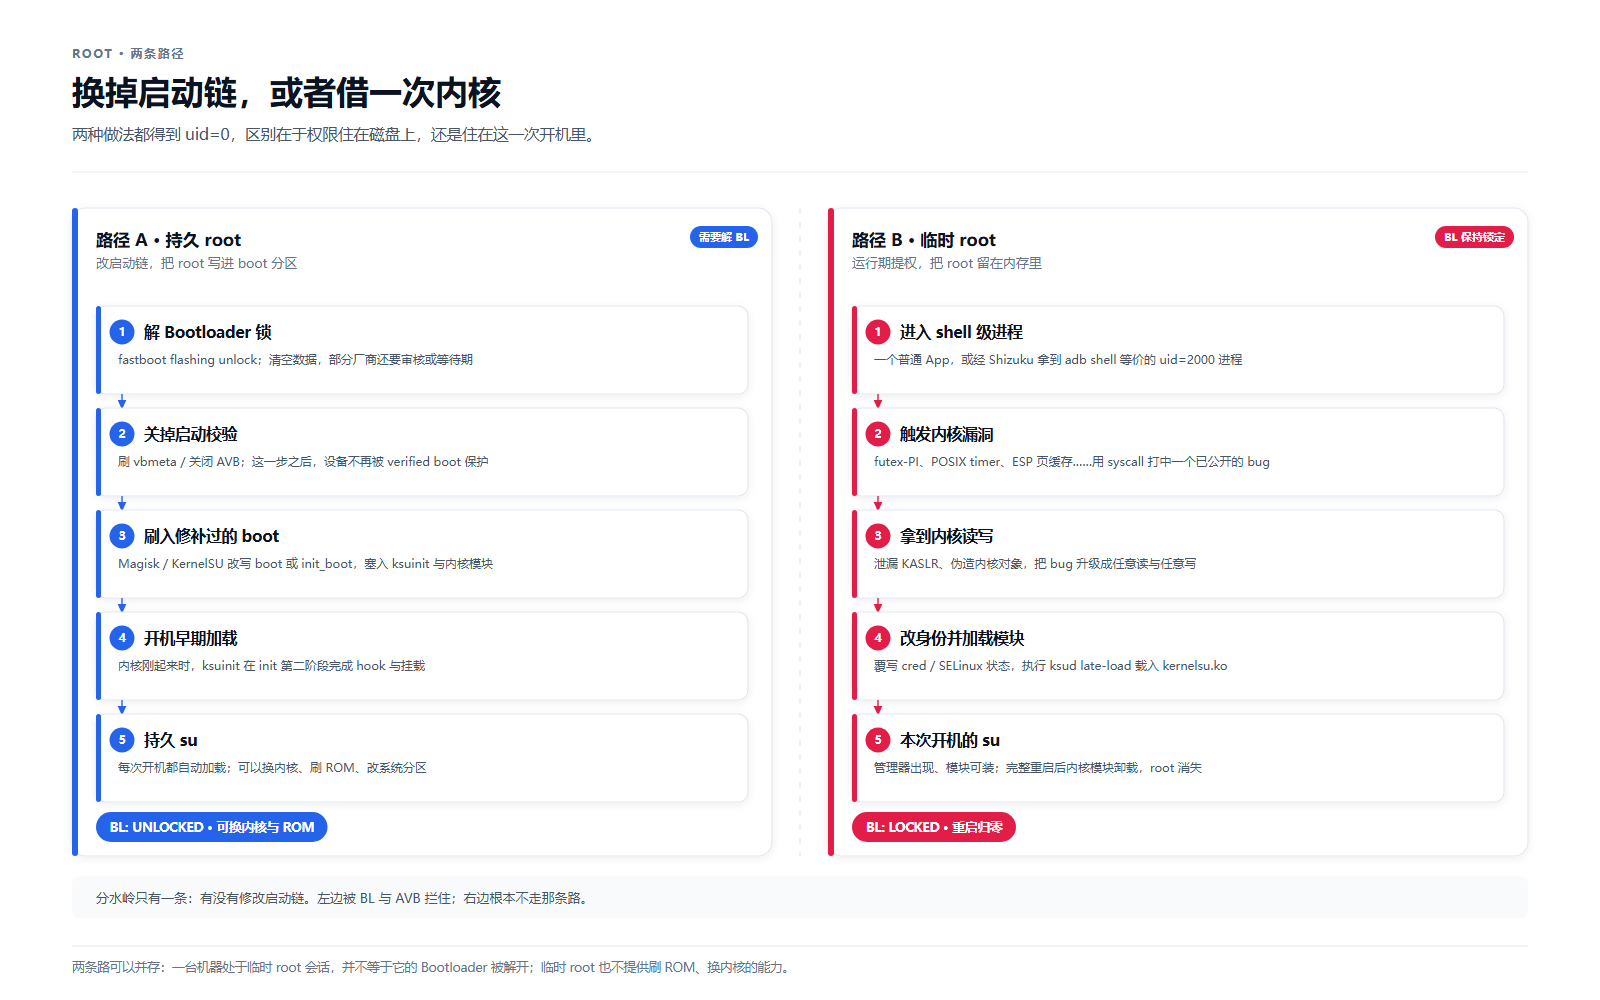 ROOT • 两条路径
换掉启动链，或者借一次内核
两种做法都得到 uid=0，区别在于权限住在磁盘上，还是住在这一次开机里。
路径 A • 持久 root
需要解 BL
改启动链，把 root 写进 boot 分区
1 解 Bootloader 锁
fastboot flashing unlock；清空数据，部分厂商还要审核或等待期
2 关掉启动校验
刷 vbmeta / 关闭 AVB；这一步之后，设备不再被 verified boot 保护
3 刷入修补过的 boot
Magisk / KernelSU 改写 boot 或 init_boot，塞入 ksuinit 与内核模块
4 开机早期加载
内核刚起来时，ksuinit 在 init 第二阶段完成 hook 与挂载
5 持久 su
每次开机都自动加载；可以换内核、刷 ROM、改系统分区
BL: UNLOCKED • 可换内核与 ROM
路径 B • 临时 root
BL 保持锁定
运行期提权，把 root 留在内存里
1 进入 shell 级进程
一个普通 App，或经 Shizuku 拿到 adb shell 等价的 uid=2000 进程
2 触发内核漏洞
futex-PI、POSIX timer、ESP 页缓存……用 syscall 打中一个已公开的 bug
3 拿到内核读写
泄漏 KASLR、伪造内核对象，把 bug 升级成任意读与任意写
4 改身份并加载模块
覆写 cred / SELinux 状态，执行 ksud late-load 载入 kernelsu.ko
5 本次开机的 su
管理器出现、模块可装；完整重启后内核模块卸载，root 消失
BL: LOCKED • 重启归零
分水岭只有一条：有没有修改启动链。左边被 BL 与 AVB 拦住；右边根本不走那条路。
两条路可以并存：一台机器处于临时 root 会话，并不等于它的 Bootloader 被解开；临时 root 也不提供刷 ROM、换内核的能力。